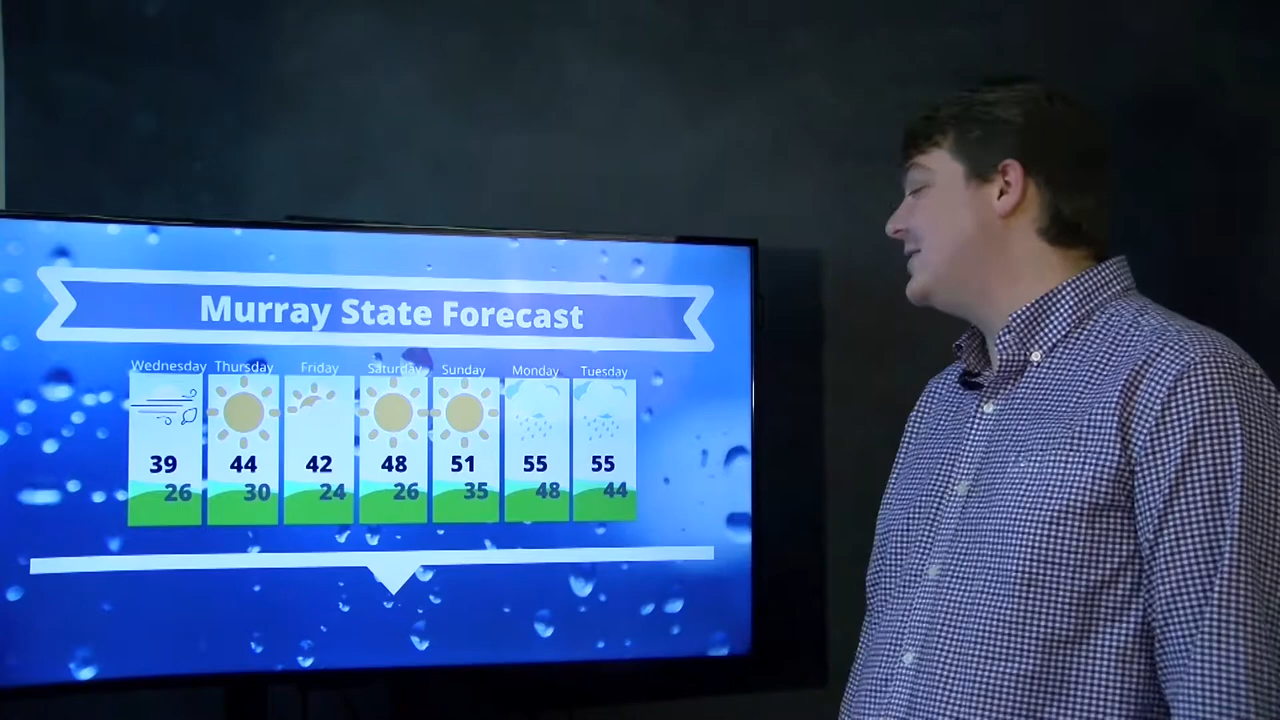 Murray State Forecast
Wednesday Thursday Friday Saturday Sunday Monday Tuesday
39 44 42 48 51 55 55
26 30 24 26 35 48 44